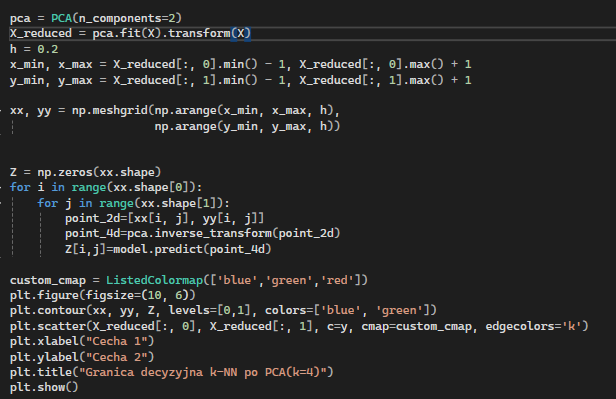 pca = PCA(n_components=2)
X_reduced = pca.fit(X).transform(X)
h = 0.2
x_min, x_max = X_reduced[:, 0].min() - 1, X_reduced[:, 0].max() + 1
y_min, y_max = X_reduced[:, 1].min() - 1, X_reduced[:, 1].max() + 1

xx, yy = np.meshgrid(np.arange(x_min, x_max, h),
                     np.arange(y_min, y_max, h))


Z = np.zeros(xx.shape)
for i in range(xx.shape[0]):
    for j in range(xx.shape[1]):
        point_2d=[xx[i, j], yy[i, j]]
        point_4d=pca.inverse_transform(point_2d)
        Z[i,j]=model.predict(point_4d)

custom_cmap = ListedColormap(['blue','green','red'])
plt.figure(figsize=(10, 6))
plt.contour(xx, yy, Z, levels=[0,1], colors=['blue', 'green'])
plt.scatter(X_reduced[:, 0], X_reduced[:, 1], c=y, cmap=custom_cmap, edgecolors='k')
plt.xlabel("Cecha 1")
plt.ylabel("Cecha 2")
plt.title("Granica decyzyjna k-NN po PCA(k=4)")
plt.show()